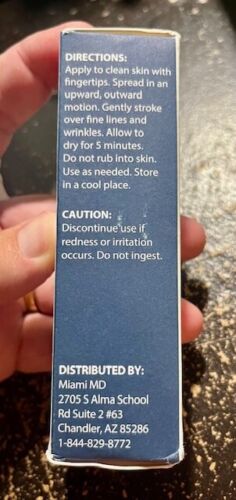 DIRECTIONS:
Apply to clean skin with
fingertips. Spread in an
upward, outward
motion. Gently stroke
over fine lines and
wrinkles. Allow to
dry for 5 minutes.
Do not rub into skin.
Use as needed. Store
in a cool place.
CAUTION:
Discontinue use if
redness or irritation
occurs. Do not ingest.
DISTRIBUTED BY:
Miami MD
2705 S Alma School
Rd Suite 2 #63
Chandler, AZ 85286
1-844-829-8772